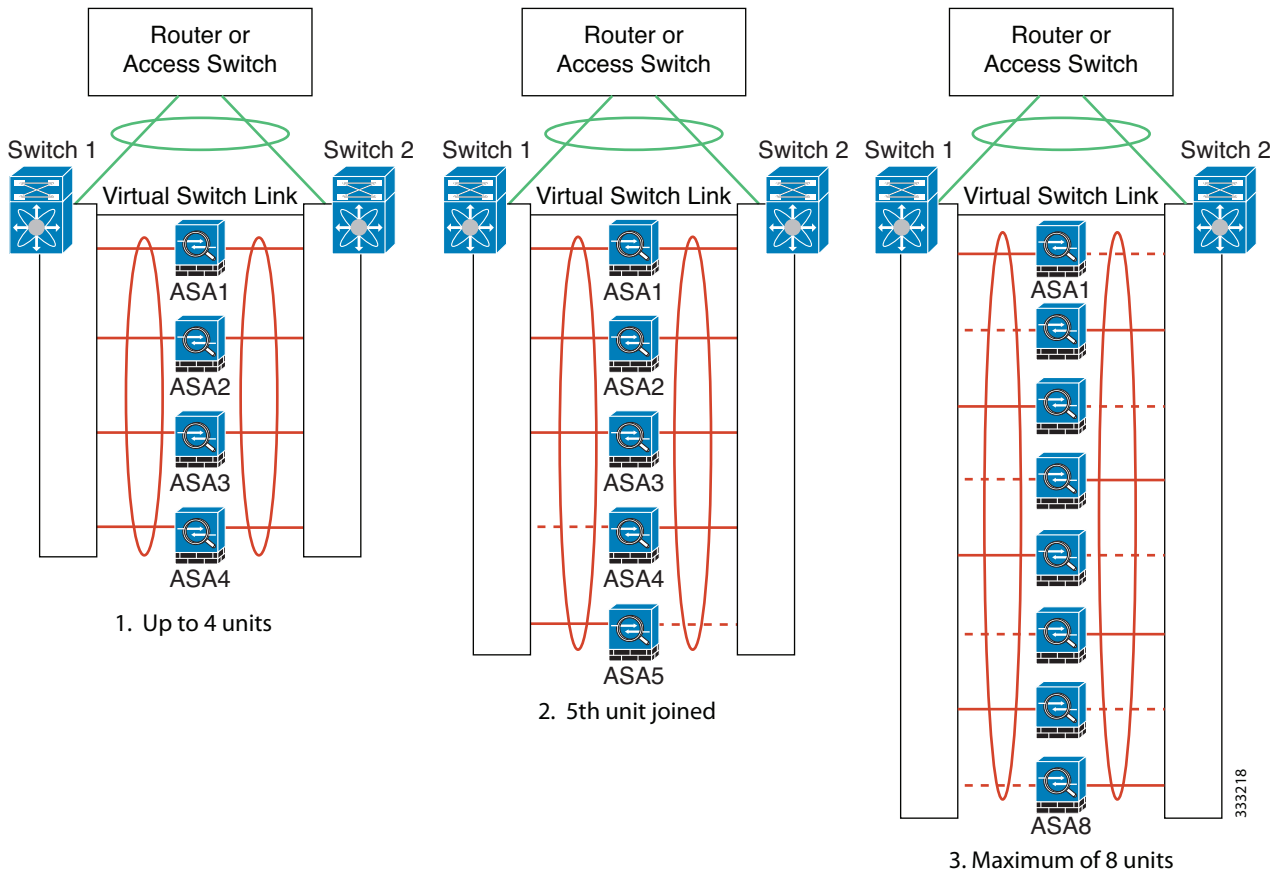 Router or
Access Switch
Switch 1
Switch 2
Virtual Switch Link
ASA1
ASA2
ASA3
ASA4
1. Up to 4 units
Router or
Access Switch
Switch 1
Switch 2
Virtual Switch Link
ASA1
ASA2
ASA3
ASA4
ASA5
2. 5th unit joined
Router or
Access Switch
Switch 1
Switch 2
Virtual Switch Link
ASA1
ASA8
333218
3. Maximum of 8 units